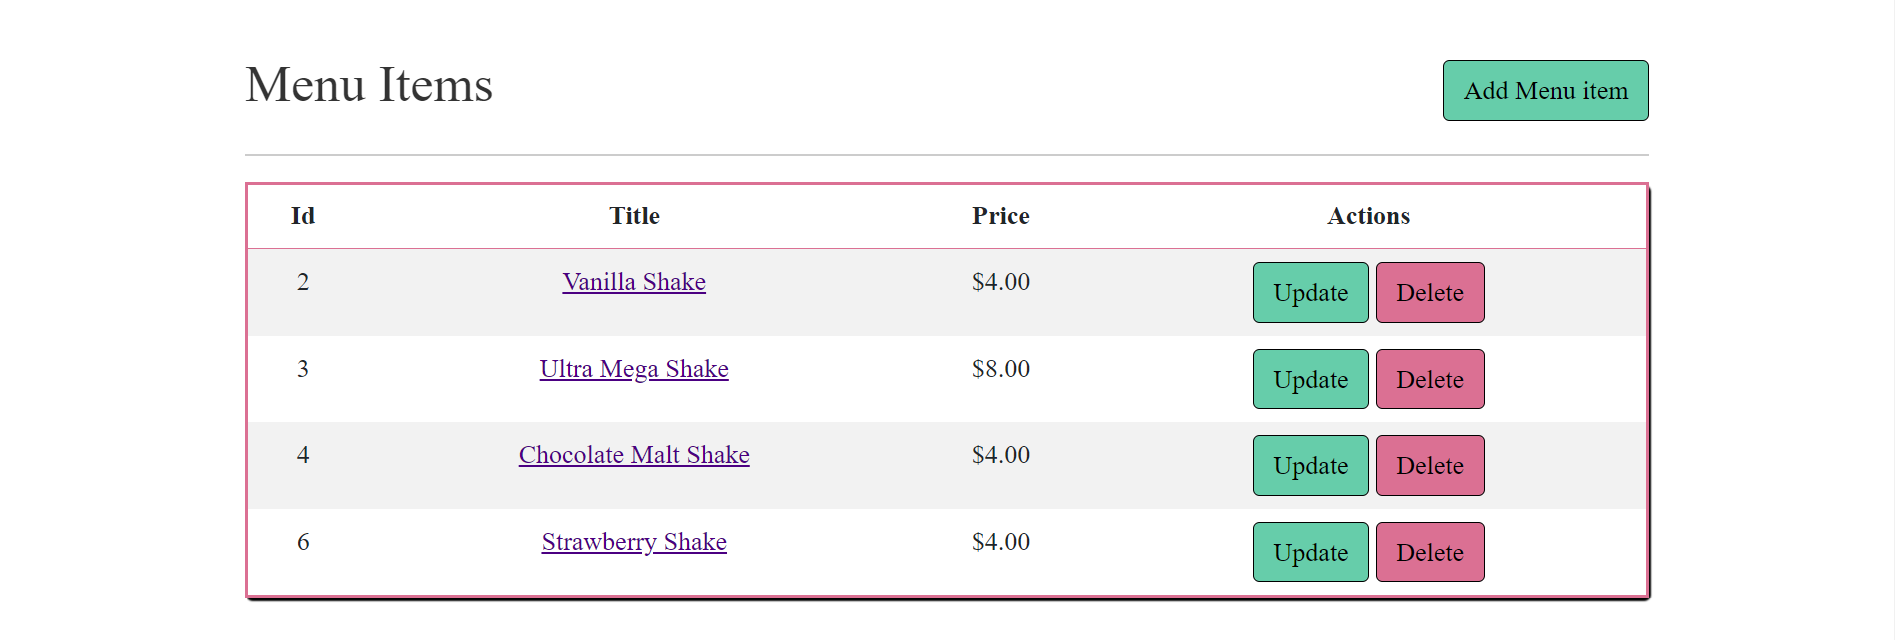 Menu Items
Add Menu item
Id Title Price Actions
2 Vanilla Shake $4.00 Update Delete
3 Ultra Mega Shake $8.00 Update Delete
4 Chocolate Malt Shake $4.00 Update Delete
6 Strawberry Shake $4.00 Update Delete